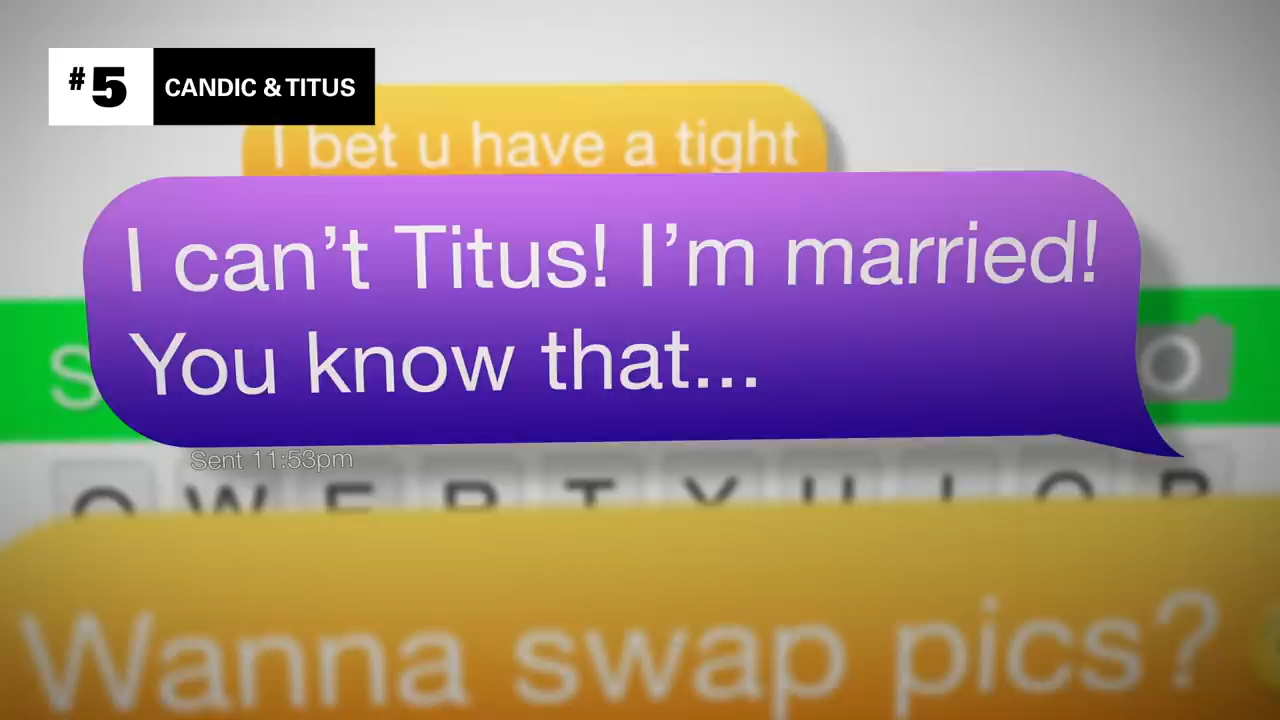 #5 CANDIC & TITUS
I bet u have a tight
I can't Titus! I'm married!
You know that...
Sent 11:53pm
Q W E R T Y U I O P
Wanna swap pics?